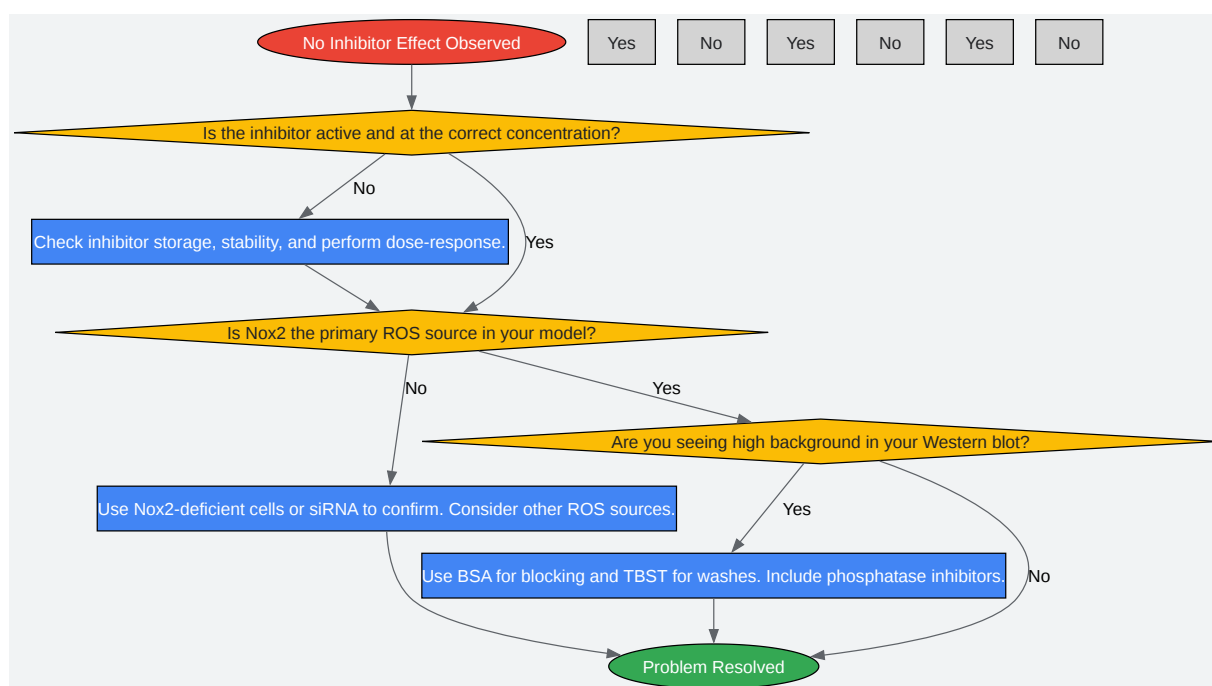 No Inhibitor Effect Observed
Yes
No
Yes
No
Yes
No
Is the inhibitor active and at the correct concentration?
No
Check inhibitor storage, stability, and perform dose-response.
Yes
Is Nox2 the primary ROS source in your model?
No
Yes
Are you seeing high background in your Western blot?
Use Nox2-deficient cells or siRNA to confirm. Consider other ROS sources.
Yes
Use BSA for blocking and TBST for washes. Include phosphatase inhibitors.
No
Problem Resolved